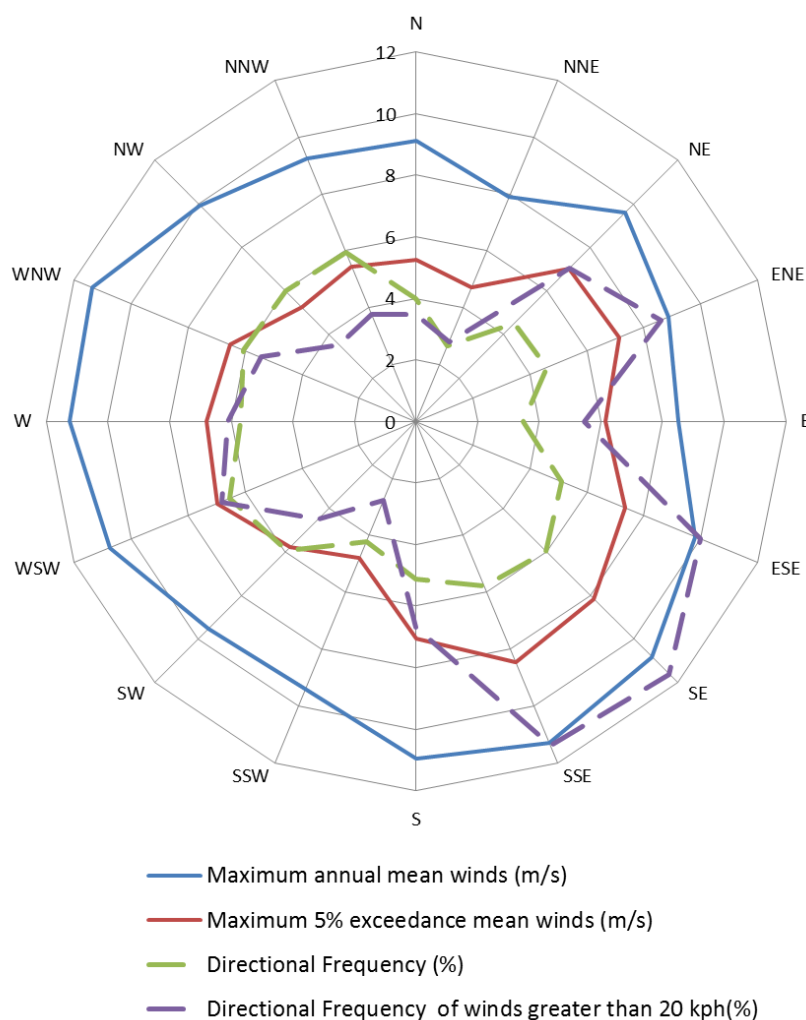 N
NNW
NNE
NW
NE
WNW
ENE
W
E
WSW
ESE
SW
SE
SSW
SSE
S
12
10
8
6
4
2
0
Maximum annual mean winds (m/s)
Maximum 5% exceedance mean winds (m/s)
Directional Frequency (%)
Directional Frequency of winds greater than 20 kph(%)